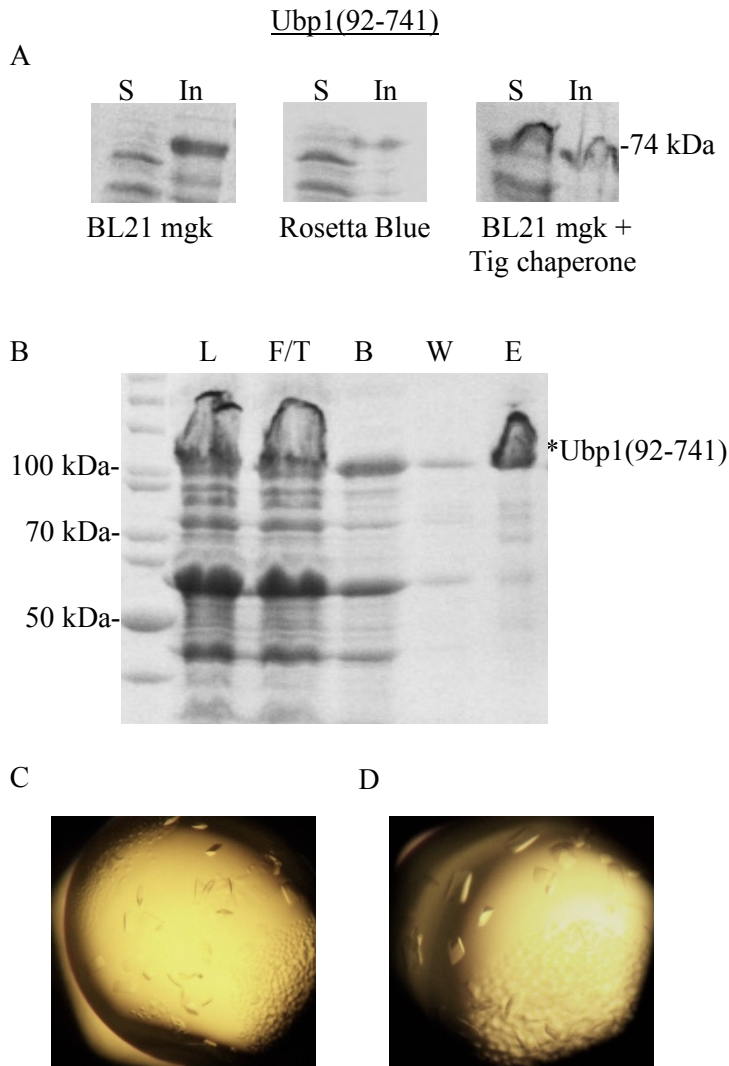 Ubp1(92-741)
A
S In S In S In
-74 kDa
BL21 mgk Rosetta Blue BL21 mgk +
Tig chaperone
B L F/T B W E
*Ubp1(92-741)
100 kDa-
70 kDa-
50 kDa-
C D